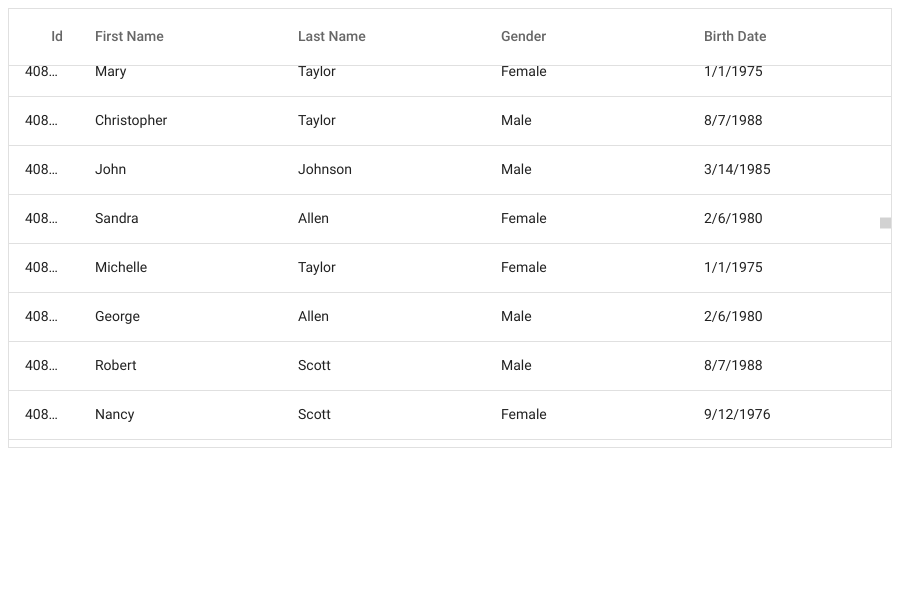 Id First Name Last Name Gender Birth Date
408... Mary Taylor Female 1/1/1975
408... Christopher Taylor Male 8/7/1988
408... John Johnson Male 3/14/1985
408... Sandra Allen Female 2/6/1980
408... Michelle Taylor Female 1/1/1975
408... George Allen Male 2/6/1980
408... Robert Scott Male 8/7/1988
408... Nancy Scott Female 9/12/1976